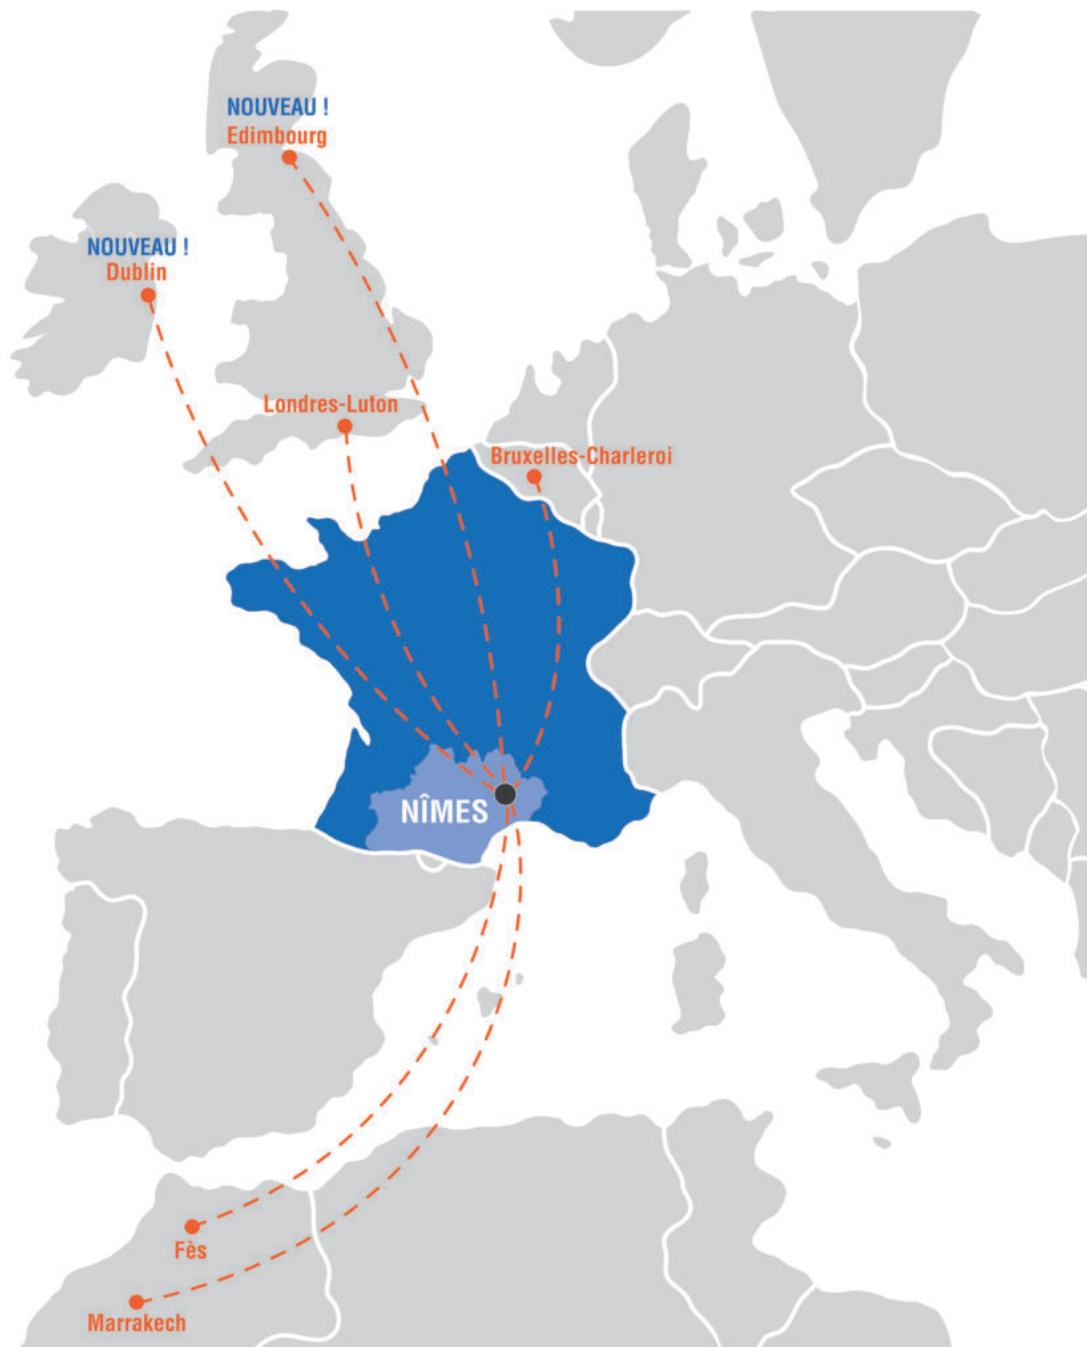 NOUVEAU !
Edimbourg
NOUVEAU !
Dublin
Londres-Luton
Bruxelles-Charleroi
NÎMES
Fès
Marrakech